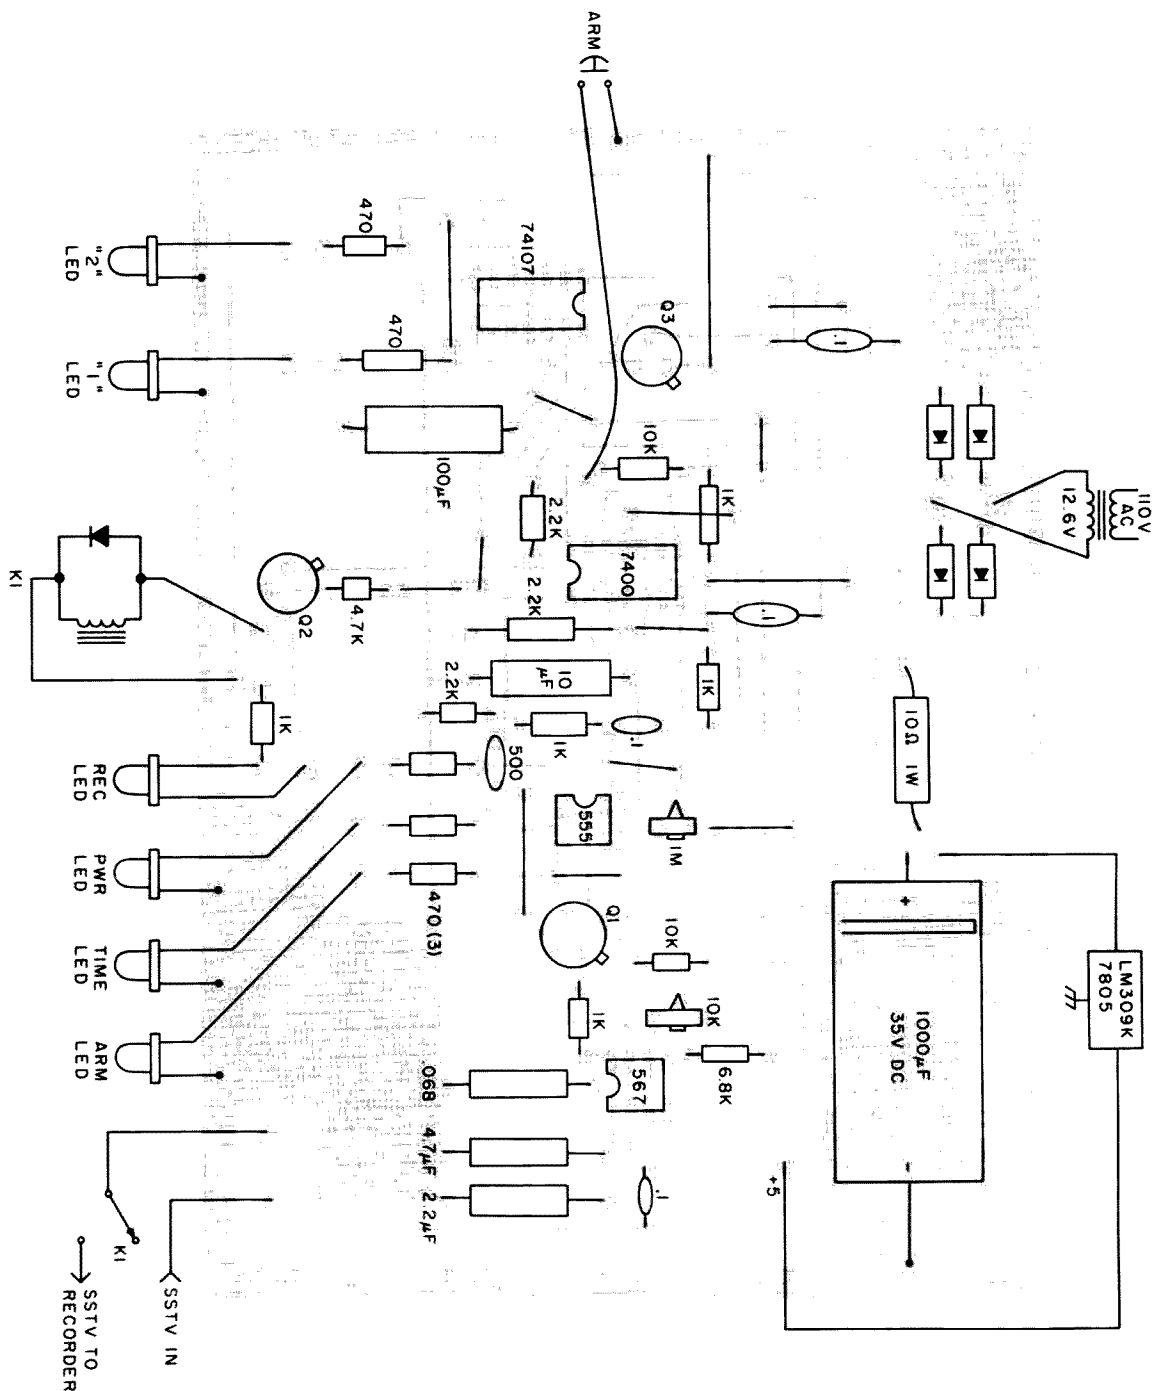 110V
AC
12.6V
ARM
74107
Q3
.1
470
470
"2"
LED
"1"
LED
100µF
10K
1K
2.2K
7400
2.2K
.1
Q2
4.7K
K1
10
µF
2.2K
1K
1K
.1
1K
500
10Ω 1W
REC
LED
PWR
LED
TIME
LED
ARM
LED
555
1M
470 (3)
Q1
10K
10K
1K
6.8K
567
.068
4.7µF
2.2µF
.1
+
-
1000µF
35V DC
LM309K
7805
+5
K1
SSTV IN
SSTV TO
RECORDER